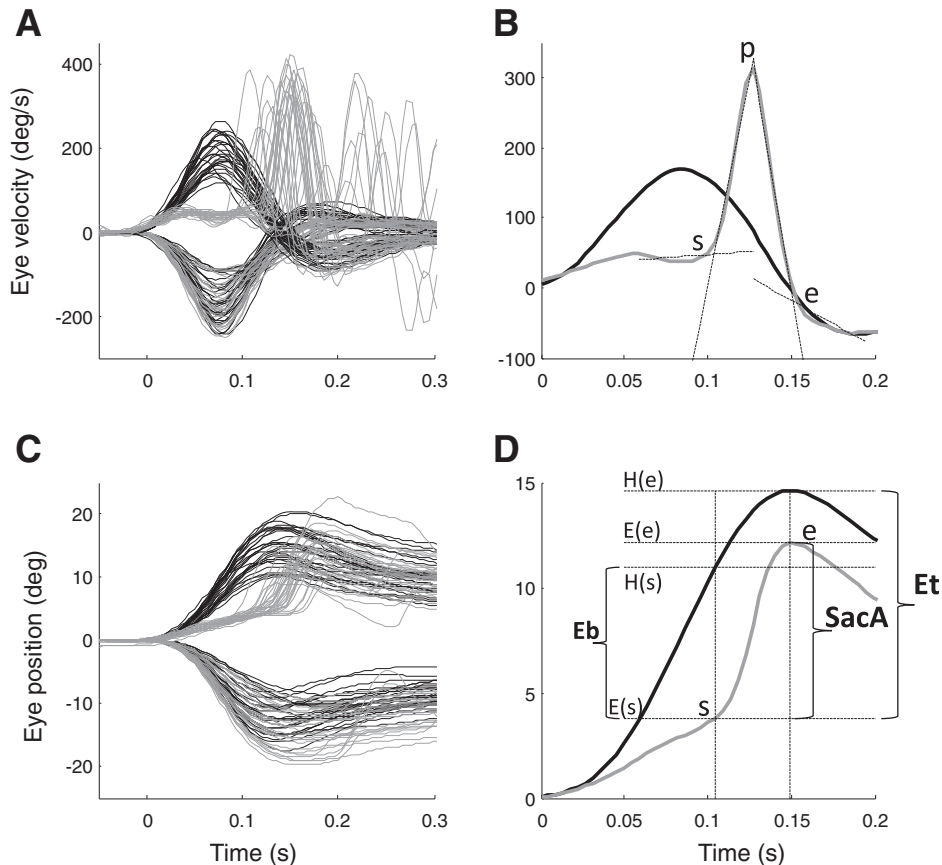 A
Eye velocity (deg/s)
400
200
0
-200
0
0.1
0.2
0.3
B
p
s
e
300
200
100
0
-100
0
0.05
0.1
0.15
0.2
C
Eye position (deg)
20
10
0
-10
-20
0
0.1
0.2
0.3
Time (s)
D
15
10
5
0
H(e)
E(e)
e
H(s)
Eb
SacA
Et
E(s)
s
0
0.05
0.1
0.15
0.2
Time (s)